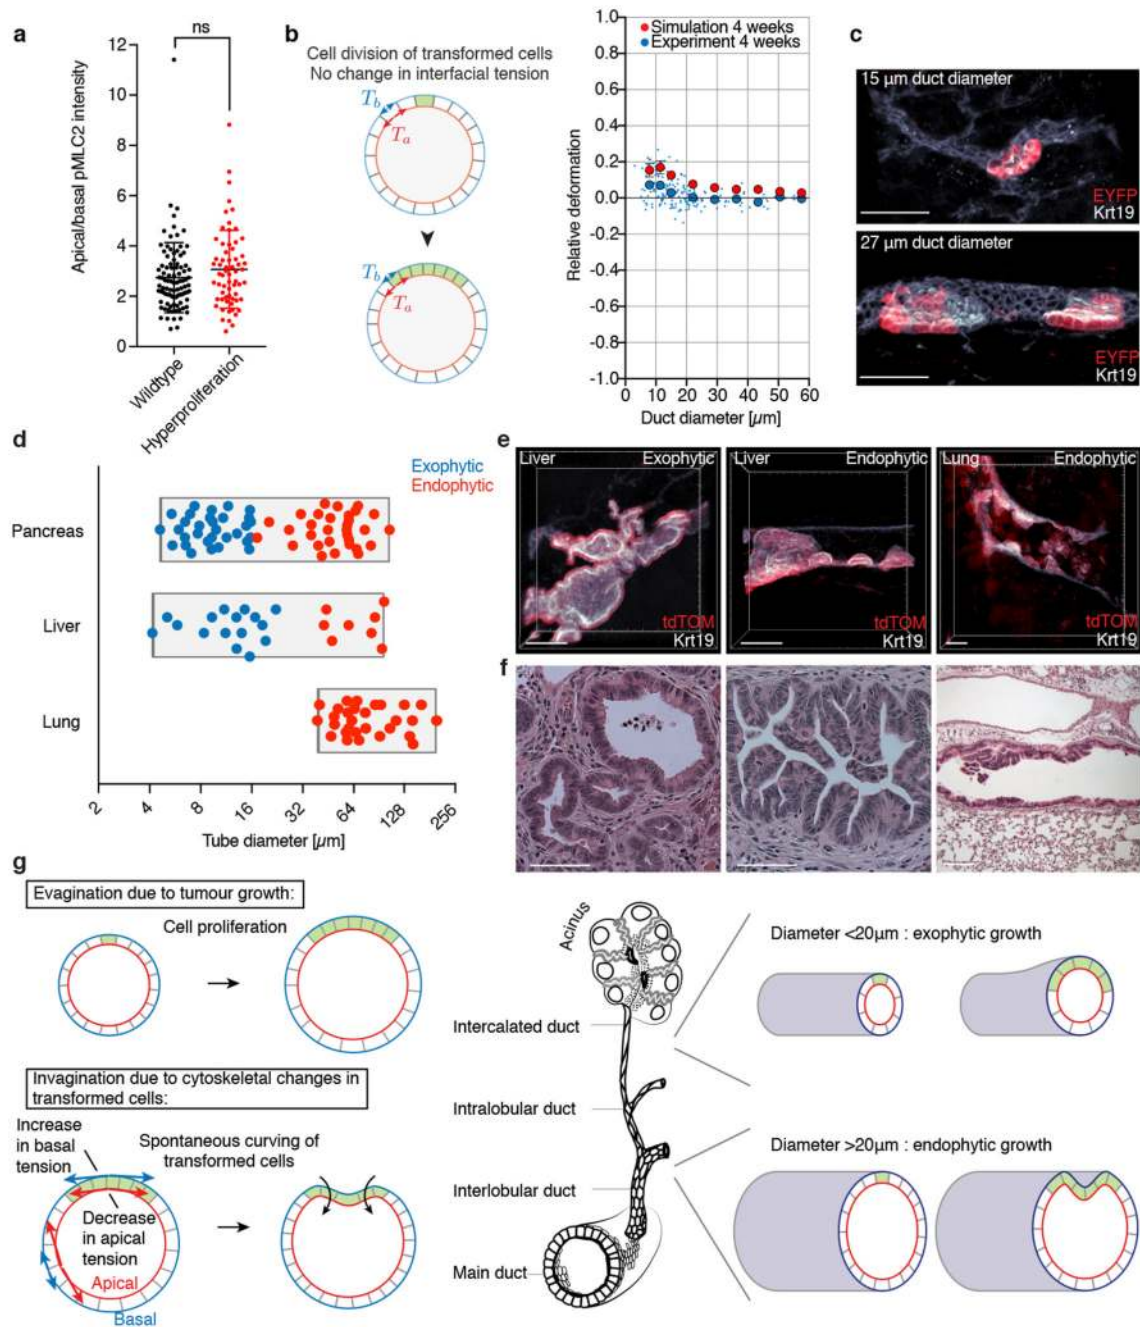 a
ns
12
10
8
6
4
2
0
Apical/basal pMLC2 intensity
Wildtype
Hyperproliferation
b
Cell division of transformed cells
No change in interfacial tension
Tb
Ta
Tb
Ta
Simulation 4 weeks
Experiment 4 weeks
1.0
0.8
0.6
0.4
0.2
0.0
-0.2
-0.4
-0.6
-0.8
-1.0
Relative deformation
0 10 20 30 40 50 60
Duct diameter [µm]
c
15 µm duct diameter
EYFP
Krt19
27 µm duct diameter
EYFP
Krt19
d
Exophytic
Endophytic
Pancreas
Liver
Lung
2 4 8 16 32 64 128 256
Tube diameter [µm]
e
Liver Exophytic
tdTOM
Krt19
Liver Endophytic
tdTOM
Krt19
Lung Endophytic
tdTOM
Krt19
f
g
Evagination due to tumour growth:
Cell proliferation
Invagination due to cytoskeletal changes in
transformed cells:
Increase
in basal
tension
Spontaneous curving of
transformed cells
Decrease
in apical
tension
Apical
Basal
Acinus
Intercalated duct
Intralobular duct
Interlobular duct
Main duct
Diameter <20µm : exophytic growth
Diameter >20µm : endophytic growth